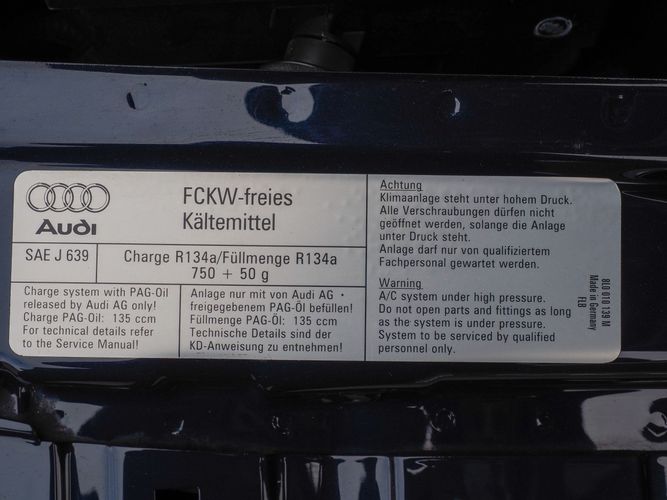 Audi
FCKW-freies
Kältemittel
SAE J 639
Charge R134a/Füllmenge R134a
750 + 50 g
Charge system with PAG-Oil
released by Audi AG only!
Charge PAG-Oil: 135 ccm
For technical details refer
to the Service Manual!
Anlage nur mit von Audi AG
freigegebenem PAG-Öl befüllen!
Füllmenge PAG-Öl: 135 ccm
Technische Details sind der
KD-Anweisung zu entnehmen!
Achtung
Klimaanlage steht unter hohem Druck.
Alle Verschraubungen dürfen nicht
geöffnet werden, solange die Anlage
unter Druck steht.
Anlage darf nur von qualifiziertem
Fachpersonal gewartet werden.
Warning
A/C system under high pressure.
Do not open parts and fittings as long
as the system is under pressure.
System to be serviced by qualified
personnel only.
8L0 010 139 M
Made in Germany
FLB